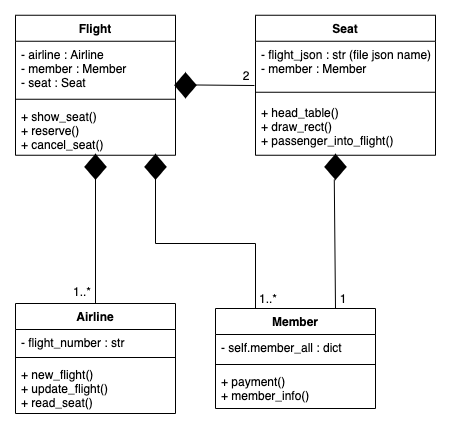 Flight
- airline : Airline
- member : Member
- seat : Seat
+ show_seat()
+ reserve()
+ cancel_seat()
2
Seat
- flight_json : str (file json name)
- member : Member
+ head_table()
+ draw_rect()
+ passenger_into_flight()
1..*
1..*
1
Airline
- flight_number : str
+ new_flight()
+ update_flight()
+ read_seat()
Member
- self.member_all : dict
+ payment()
+ member_info()